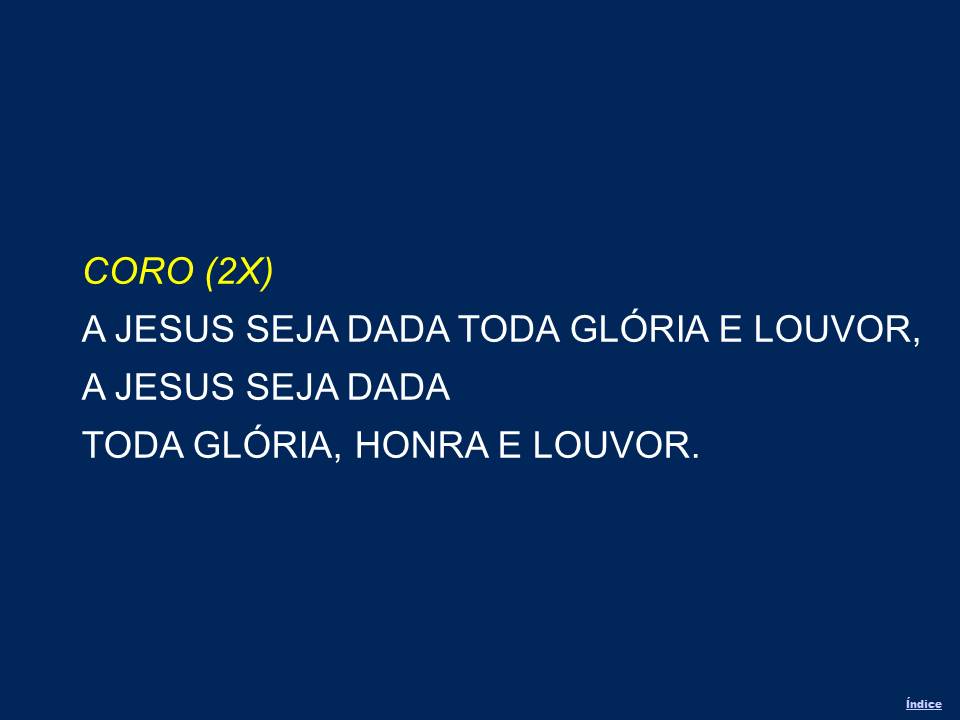 CORO (2X)
A JESUS SEJA DADA TODA GLÓRIA E LOUVOR,
A JESUS SEJA DADA
TODA GLÓRIA, HONRA E LOUVOR.
Índice